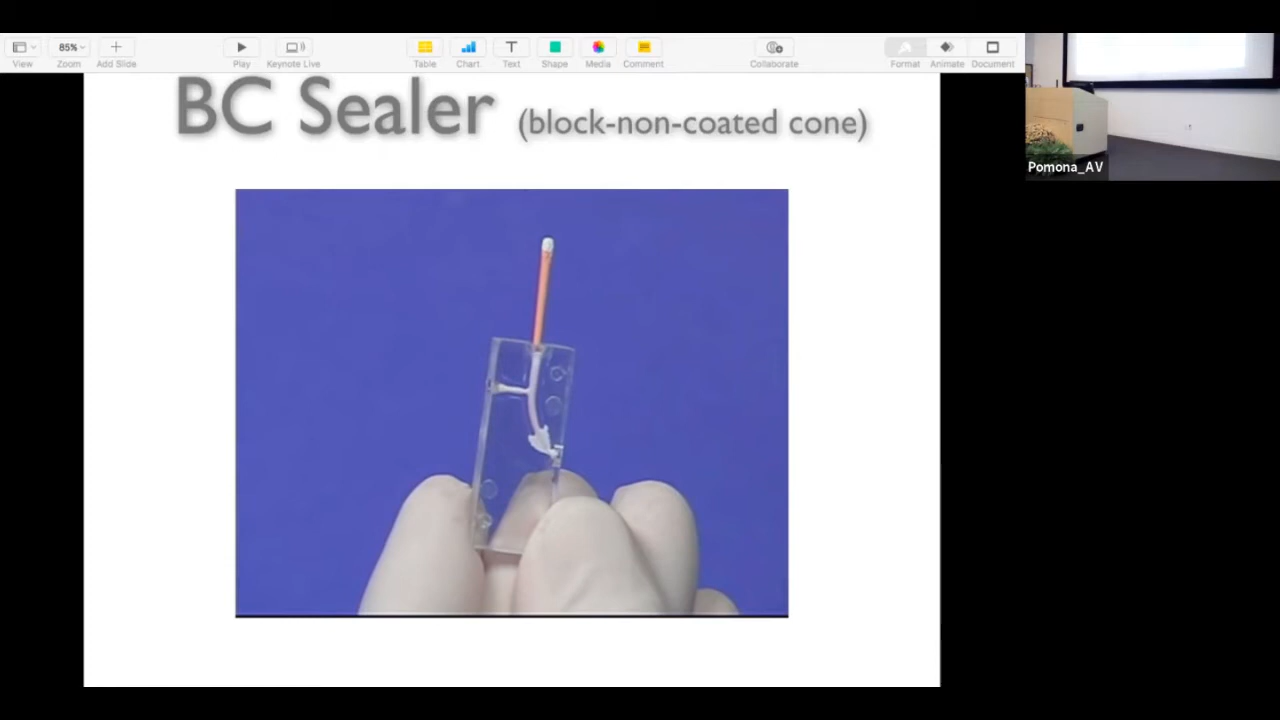 85%
View
Zoom
Add Slide
Play
Keynote Live
Table
Chart
Text
Shape
Media
Comment
Collaborate
Format
Animate
Document
BC Sealer (block-non-coated cone)
Pomona_AV